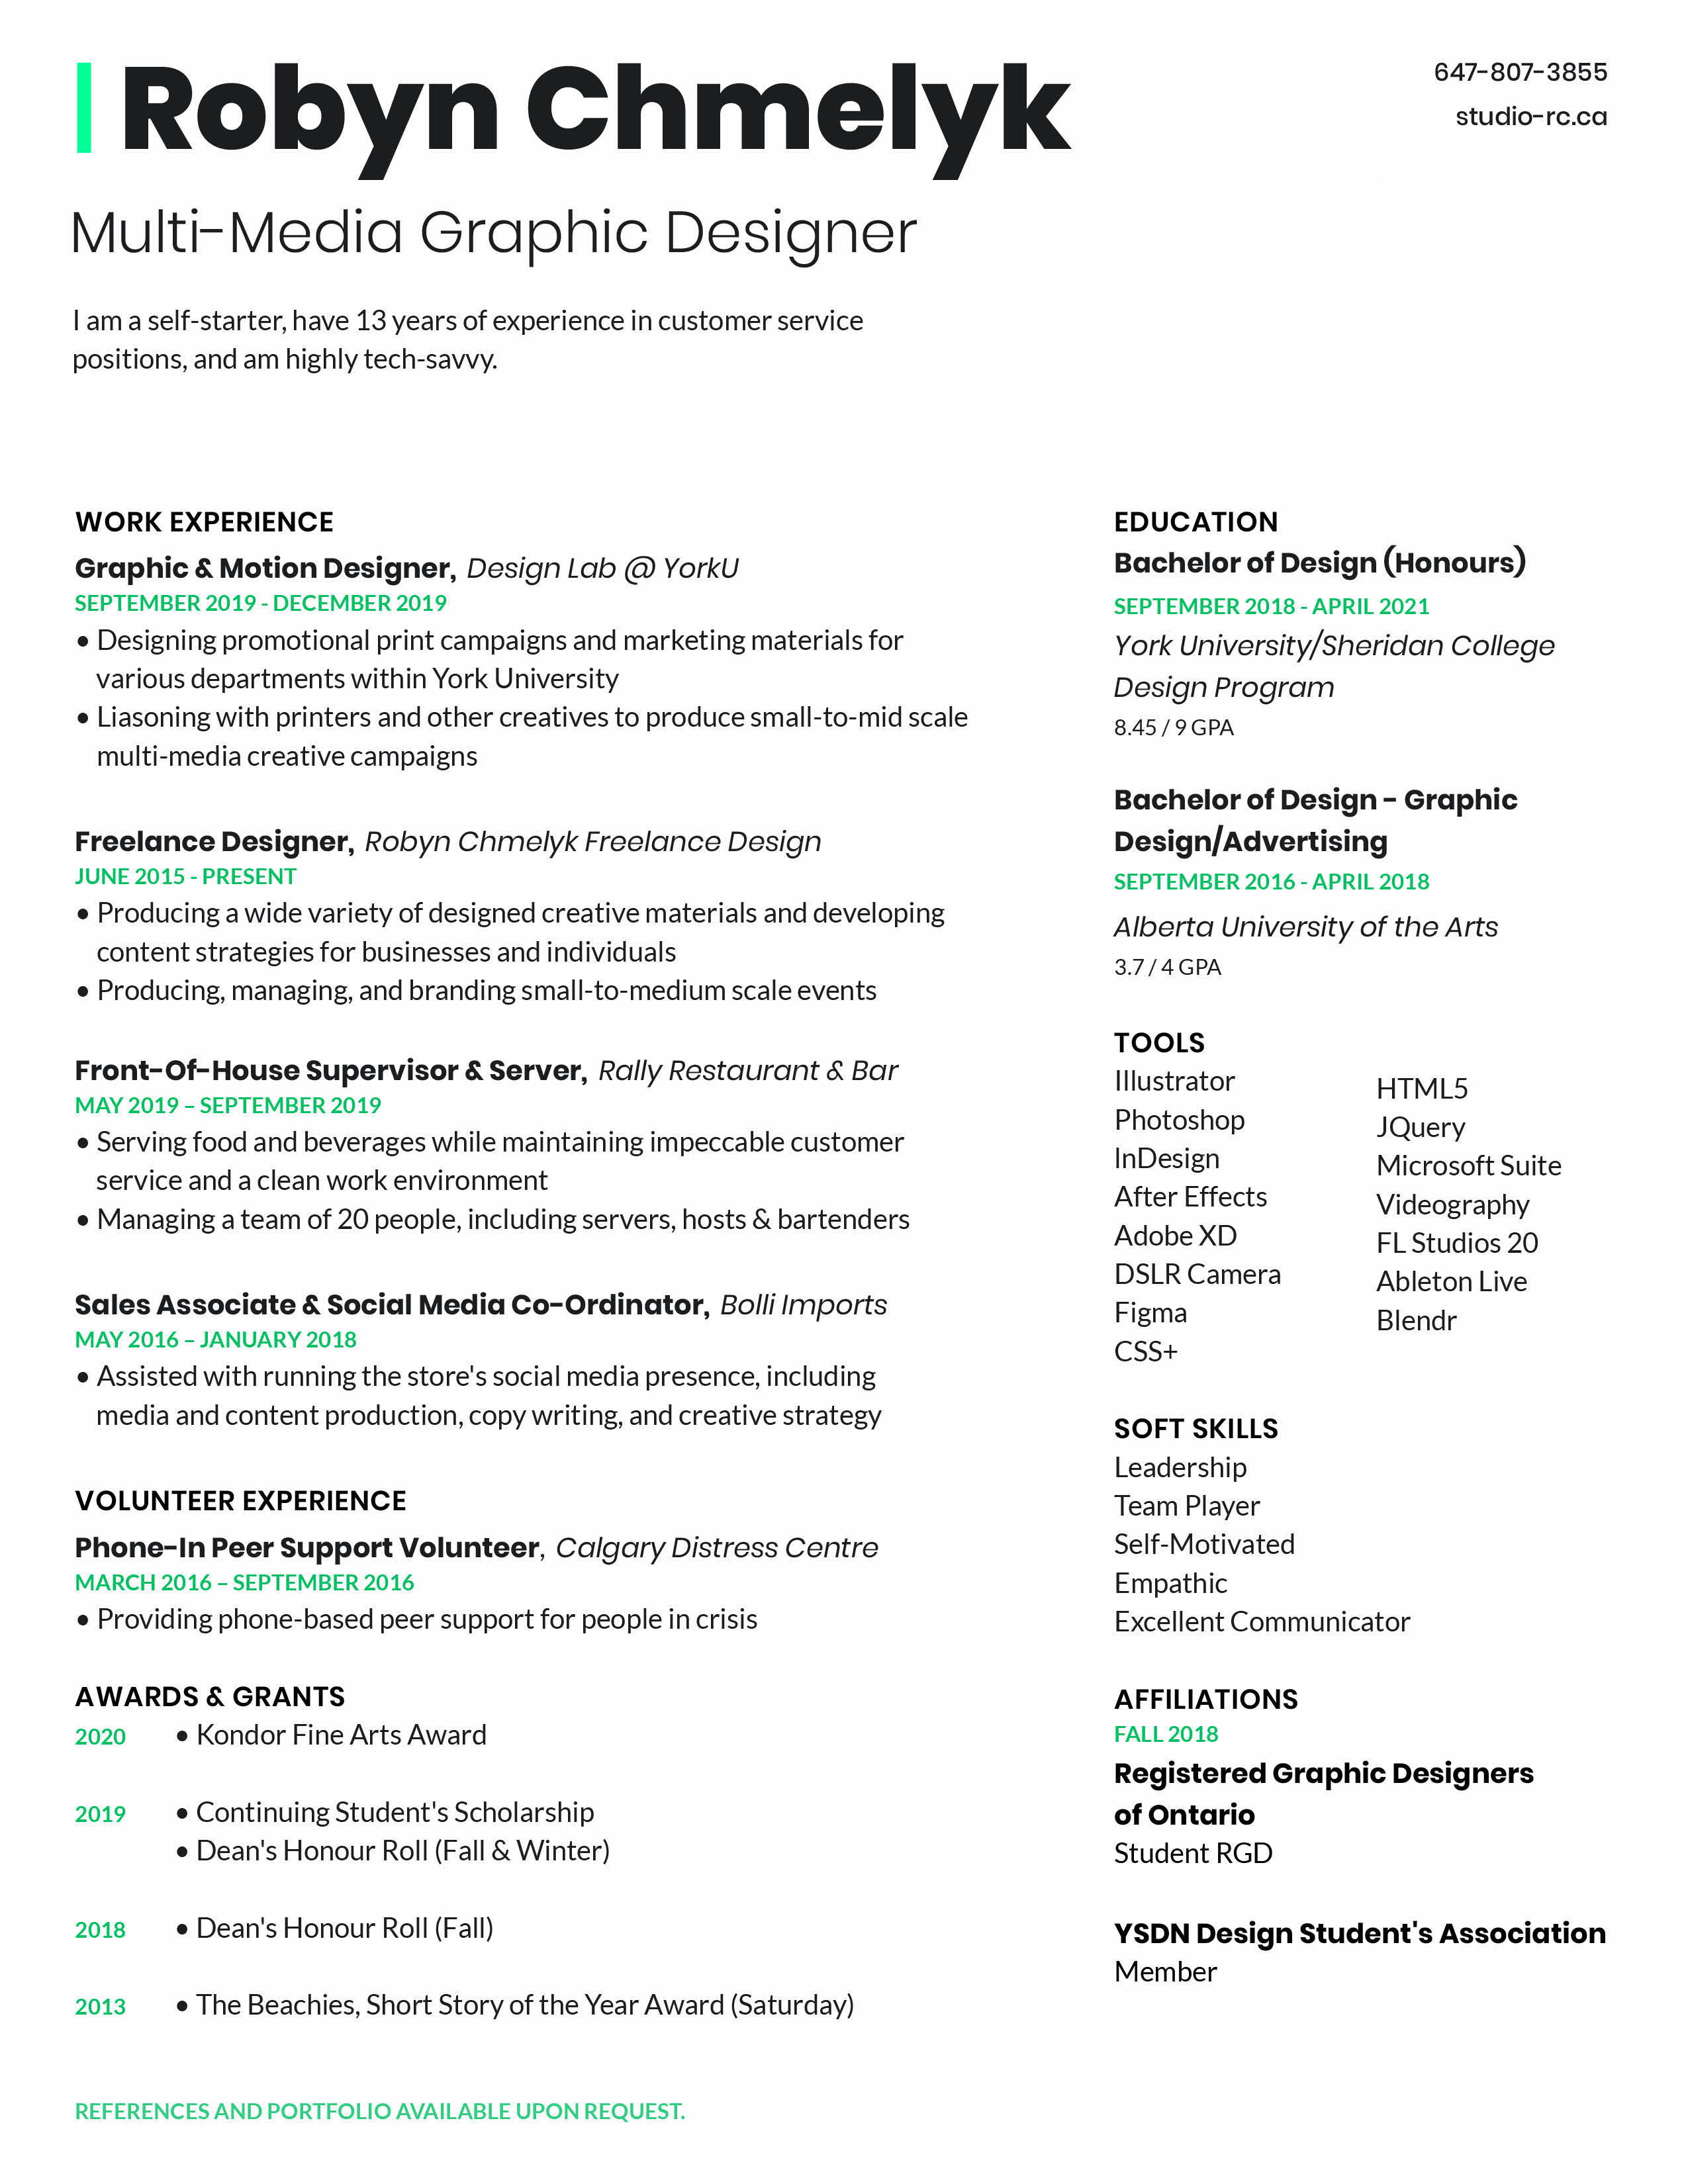 Robyn Chmelyk
647-807-3855
studio-rc.ca
Multi-Media Graphic Designer
I am a self-starter, have 13 years of experience in customer service
positions, and am highly tech-savvy.
WORK EXPERIENCE
Graphic & Motion Designer, Design Lab @ YorkU
SEPTEMBER 2019 - DECEMBER 2019
• Designing promotional print campaigns and marketing materials for
various departments within York University
• Liasoning with printers and other creatives to produce small-to-mid scale
multi-media creative campaigns
Freelance Designer, Robyn Chmelyk Freelance Design
JUNE 2015 - PRESENT
• Producing a wide variety of designed creative materials and developing
content strategies for businesses and individuals
• Producing, managing, and branding small-to-medium scale events
Front-Of-House Supervisor & Server, Rally Restaurant & Bar
MAY 2019 – SEPTEMBER 2019
• Serving food and beverages while maintaining impeccable customer
service and a clean work environment
• Managing a team of 20 people, including servers, hosts & bartenders
Sales Associate & Social Media Co-Ordinator, Bolli Imports
MAY 2016 – JANUARY 2018
• Assisted with running the store's social media presence, including
media and content production, copy writing, and creative strategy
VOLUNTEER EXPERIENCE
Phone-In Peer Support Volunteer, Calgary Distress Centre
MARCH 2016 – SEPTEMBER 2016
• Providing phone-based peer support for people in crisis
AWARDS & GRANTS
2020 • Kondor Fine Arts Award
2019 • Continuing Student's Scholarship
• Dean's Honour Roll (Fall & Winter)
2018 • Dean's Honour Roll (Fall)
2013 • The Beachies, Short Story of the Year Award (Saturday)
REFERENCES AND PORTFOLIO AVAILABLE UPON REQUEST.
EDUCATION
Bachelor of Design (Honours)
SEPTEMBER 2018 - APRIL 2021
York University/Sheridan College
Design Program
8.45 / 9 GPA
Bachelor of Design - Graphic
Design/Advertising
SEPTEMBER 2016 - APRIL 2018
Alberta University of the Arts
3.7 / 4 GPA
TOOLS
Illustrator
Photoshop
InDesign
After Effects
Adobe XD
DSLR Camera
Figma
CSS+
HTML5
JQuery
Microsoft Suite
Videography
FL Studios 20
Ableton Live
Blendr
SOFT SKILLS
Leadership
Team Player
Self-Motivated
Empathic
Excellent Communicator
AFFILIATIONS
FALL 2018
Registered Graphic Designers
of Ontario
Student RGD
YSDN Design Student's Association
Member